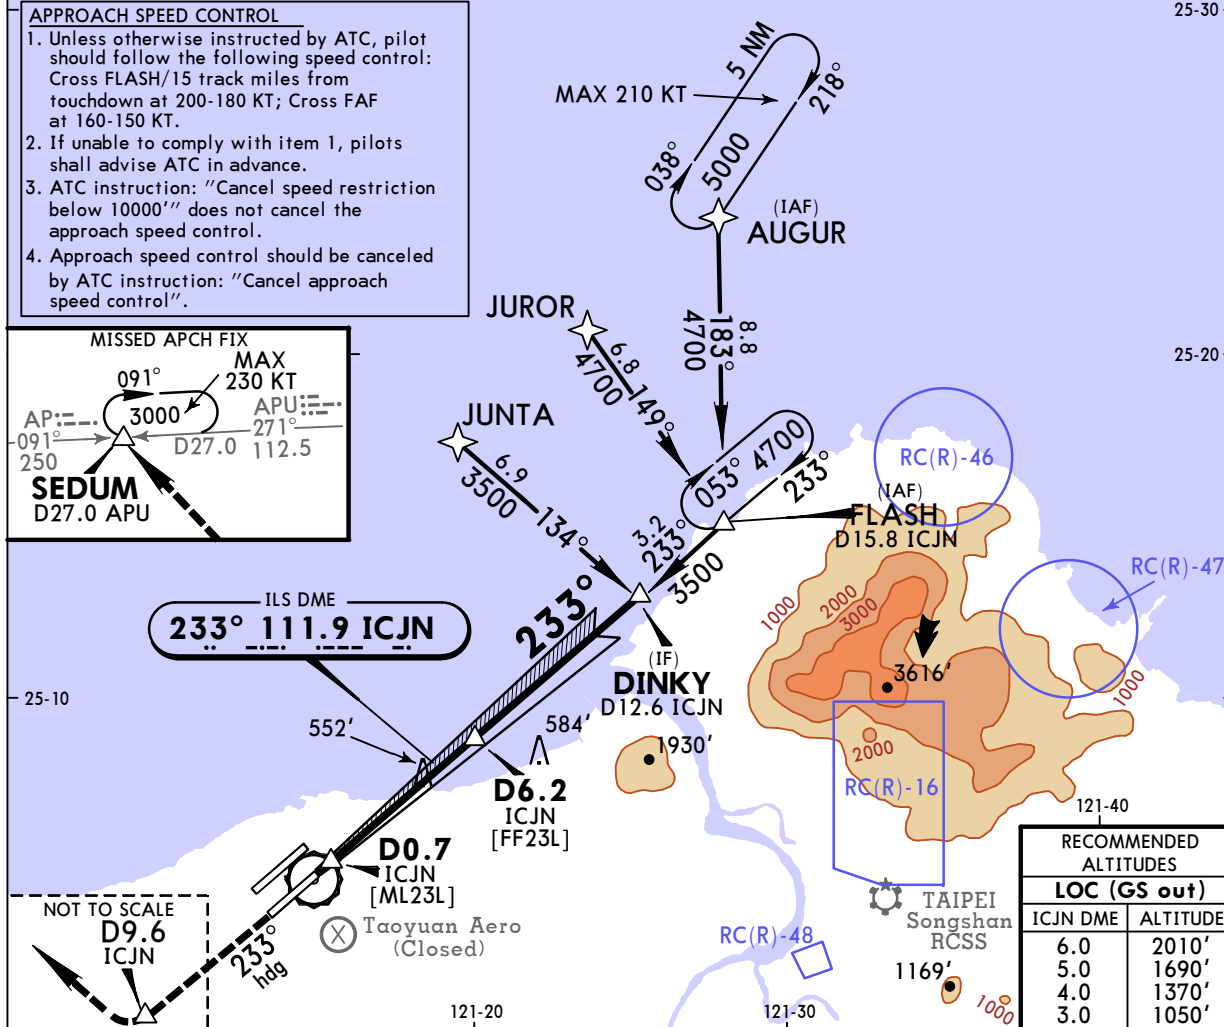 APPROACH SPEED CONTROL
1. Unless otherwise instructed by ATC, pilot
should follow the following speed control:
Cross FLASH/15 track miles from
touchdown at 200-180 KT; Cross FAF
at 160-150 KT.
2. If unable to comply with item 1, pilots
shall advise ATC in advance.
3. ATC instruction: "Cancel speed restriction
below 10000'" does not cancel the
approach speed control.
4. Approach speed control should be canceled
by ATC instruction: "Cancel approach
speed control".
25-30
5 NM
MAX 210 KT
218°
038°
5000
(IAF)
AUGUR
8.8
183°
4700
25-20
JUROR
6.8
149°
4700
JUNTA
6.9
134°
3500
MISSED APCH FIX
MAX
230 KT
091°
3000
AP
091°
250
APU
271°
112.5
D27.0
SEDUM
D27.0 APU
053° 4700
233°
(IAF)
FLASH
D15.8 ICJN
3.2
233°
3500
RC(R)-46
RC(R)-47
1000
2000
3000
3616'
1000
2000
RC(R)-16
ILS DME
233° 111.9 ICJN
233°
(IF)
DINKY
D12.6 ICJN
25-10
552'
584'
1930'
D6.2
ICJN
[FF23L]
D0.7
ICJN
[ML23L]
Taoyuan Aero
(Closed)
NOT TO SCALE
D9.6
ICJN
233°
hdg
TAIPEI
Songshan
RCSS
RC(R)-48
1169'
1000
121-20
121-30
121-40
RECOMMENDED
ALTITUDES
LOC (GS out)
ICJN DME ALTITUDE
6.0 2010'
5.0 1690'
4.0 1370'
3.0 1050'